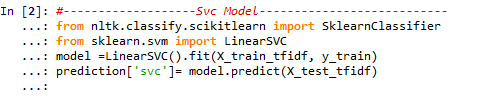 In [2]: #-------------------Svc Model---------------------------
   ...: from nltk.classify.scikitlearn import SklearnClassifier
   ...: from sklearn.svm import LinearSVC
   ...: model =LinearSVC().fit(X_train_tfidf, y_train)
   ...: prediction['svc']= model.predict(X_test_tfidf)
   ...: